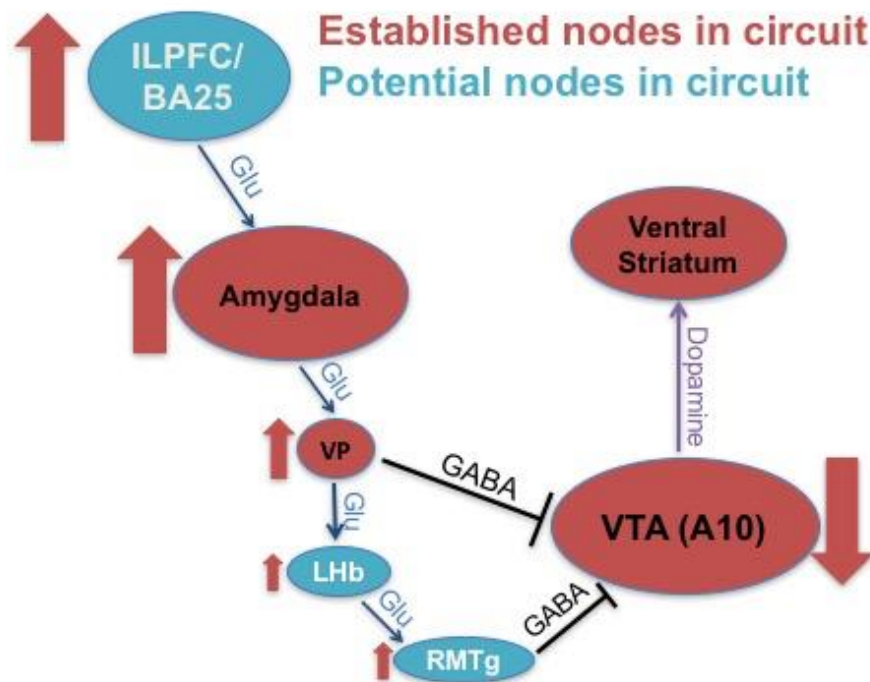 Established nodes in circuit
Potential nodes in circuit
ILPFC/
BA25
Glu
Amygdala
Glu
VP
GABA
Glu
LHb
Glu
RMTg
GABA
VTA (A10)
Dopamine
Ventral
Striatum